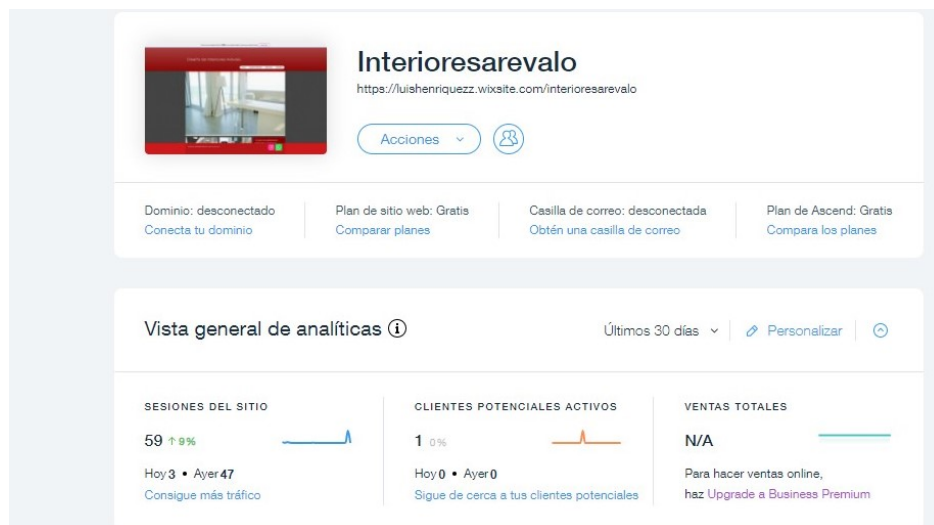 Interioresarevalo
https://luishenriquezz.wixsite.com/interioresarevalo
Acciones
Dominio: desconectado
Conecta tu dominio
Plan de sitio web: Gratis
Comparar planes
Casilla de correo: desconectada
Obtén una casilla de correo
Plan de Ascend: Gratis
Compara los planes
Vista general de analíticas
Últimos 30 días
Personalizar
SESIONES DEL SITIO
59 ↑ 9%
Hoy 3 • Ayer 47
Consigue más tráfico
CLIENTES POTENCIALES ACTIVOS
1 0%
Hoy 0 • Ayer 0
Sigue de cerca a tus clientes potenciales
VENTAS TOTALES
N/A
Para hacer ventas online,
haz Upgrade a Business Premium